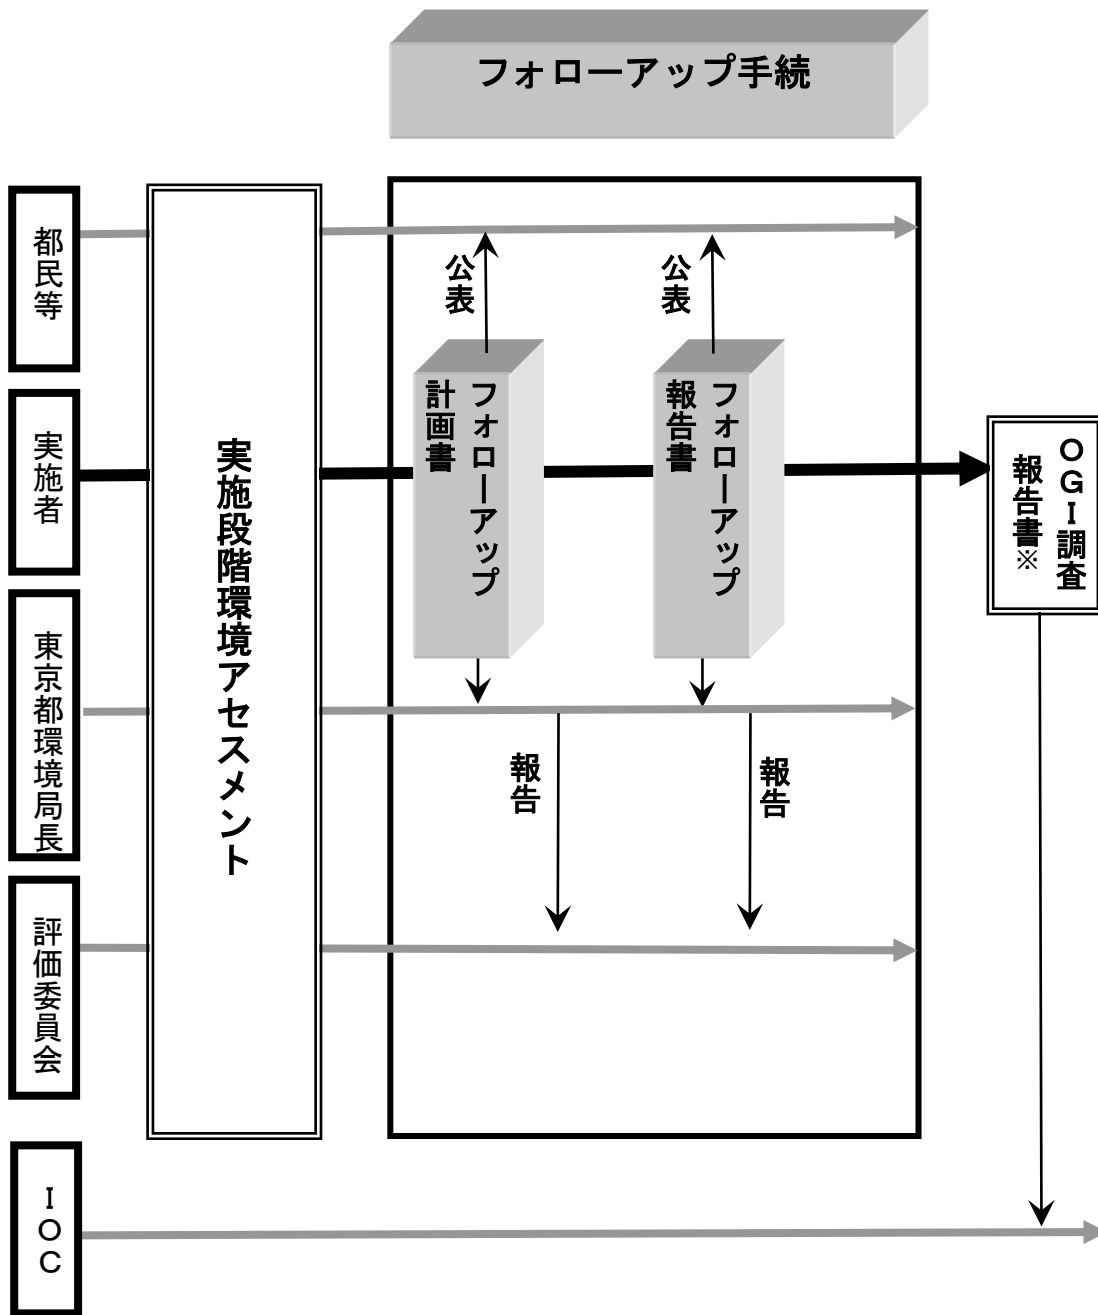 フォローアップ手続
都民等
実施者
東京都環境局長
評価委員会
IOC
実施段階環境アセスメント
公表
公表
フォローアップ
計画書
フォローアップ
報告書
報告
報告
OGI調査
報告書※